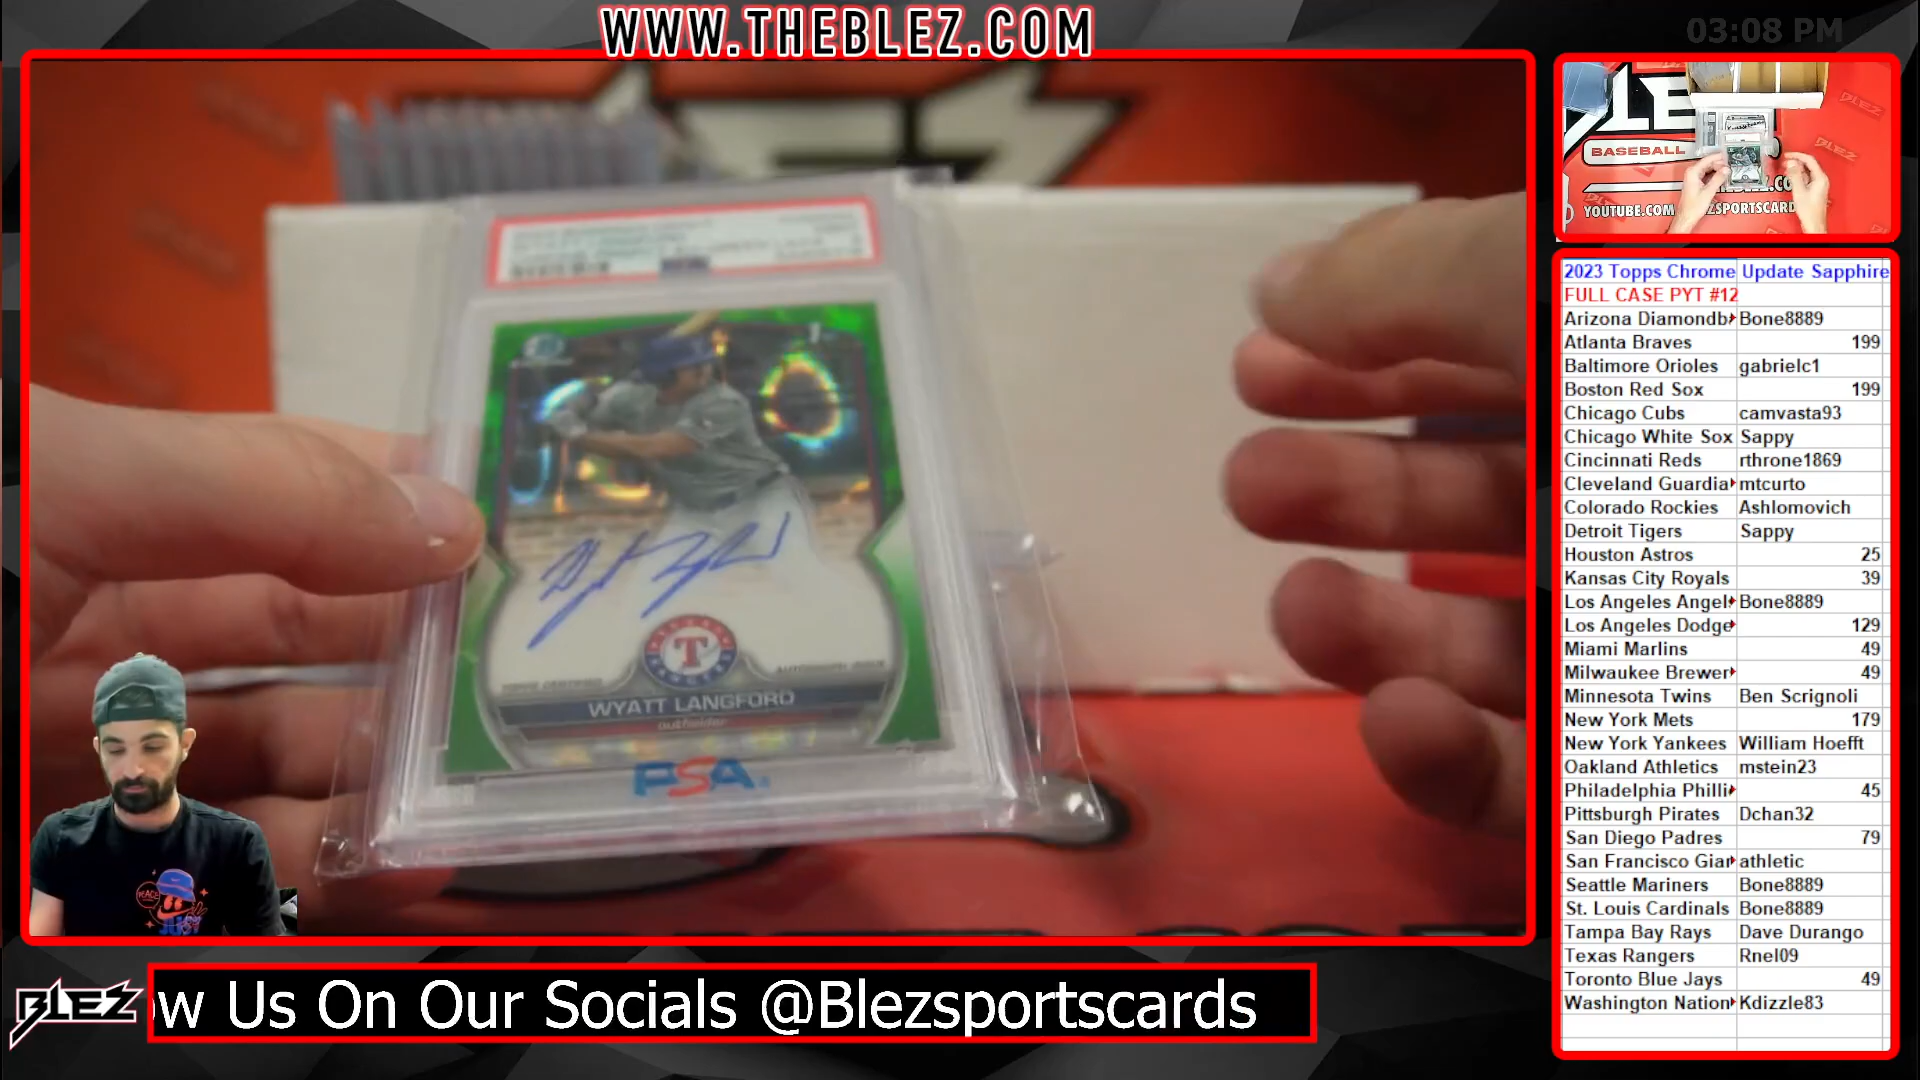 WWW.THEBLEZ.COM
03:08 PM
BLEZ
BASEBALL
YOUTUBE.COM
2023 Topps Chrome Update Sapphire
FULL CASE PYT #12
Arizona Diamondb Bone8889
Atlanta Braves 199
Baltimore Orioles gabrielc1
Boston Red Sox 199
Chicago Cubs camvasta93
Chicago White Sox Sappy
Cincinnati Reds rthrone1869
Cleveland Guardia mtcurto
Colorado Rockies Ashlomovich
Detroit Tigers Sappy
Houston Astros 25
Kansas City Royals 39
Los Angeles Angel Bone8889
Los Angeles Dodge 129
Miami Marlins 49
Milwaukee Brewer 49
Minnesota Twins Ben Scrignoli
New York Mets 179
New York Yankees William Hoefft
Oakland Athletics mstein23
Philadelphia Philli 45
Pittsburgh Pirates Dchan32
San Diego Padres 79
San Francisco Gian athletic
Seattle Mariners Bone8889
St. Louis Cardinals Bone8889
Tampa Bay Rays Dave Durango
Texas Rangers Rnel09
Toronto Blue Jays 49
Washington Nation Kdizzle83
T
WYATT LANGFORD
outfielder
PSA
BLEZ
ow Us On Our Socials @Blezsportscards